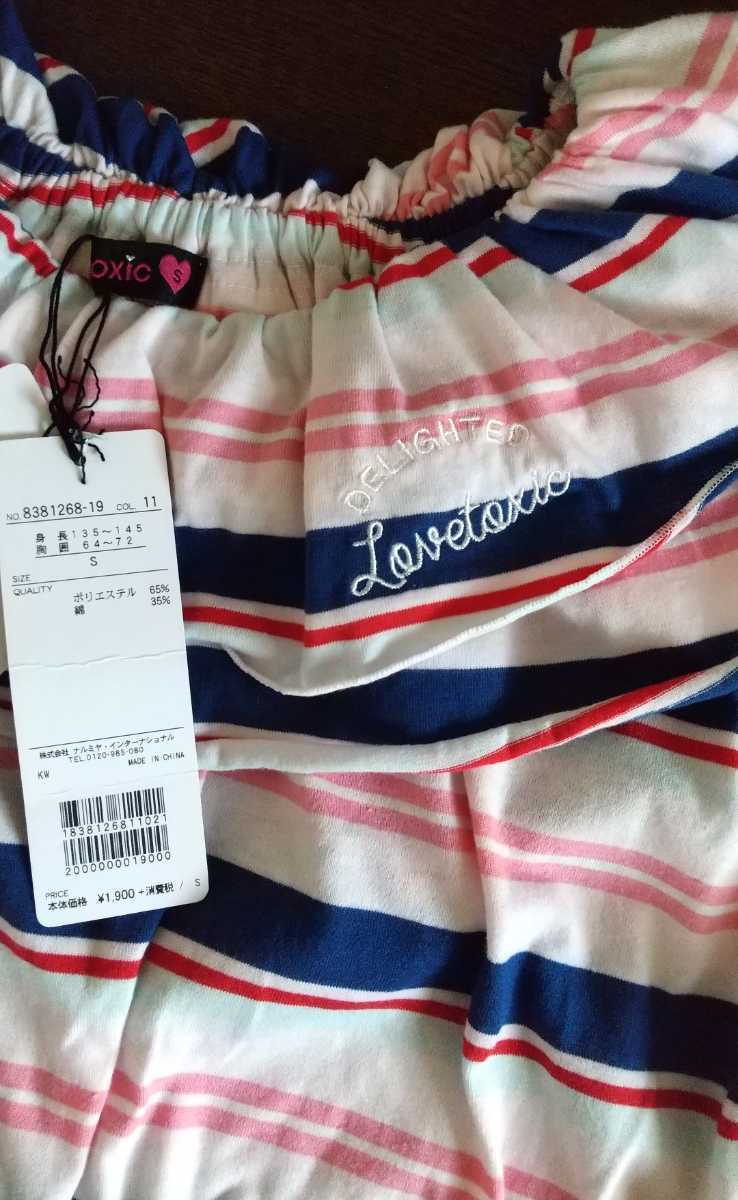 oxic S
DELIGHTED
Lovetoxic
NO. 8381268-19 COL. 11
身長135～145
胸囲 64～72
S
SIZE
QUALITY ポリエステル 65%
綿 35%
株式会社 ナルミヤ・インターナショナル
TEL.0120-985-080
KW MADE IN CHINA
1838126811021
2000000019000
PRICE
本体価格 ¥1,900+消費税 / S